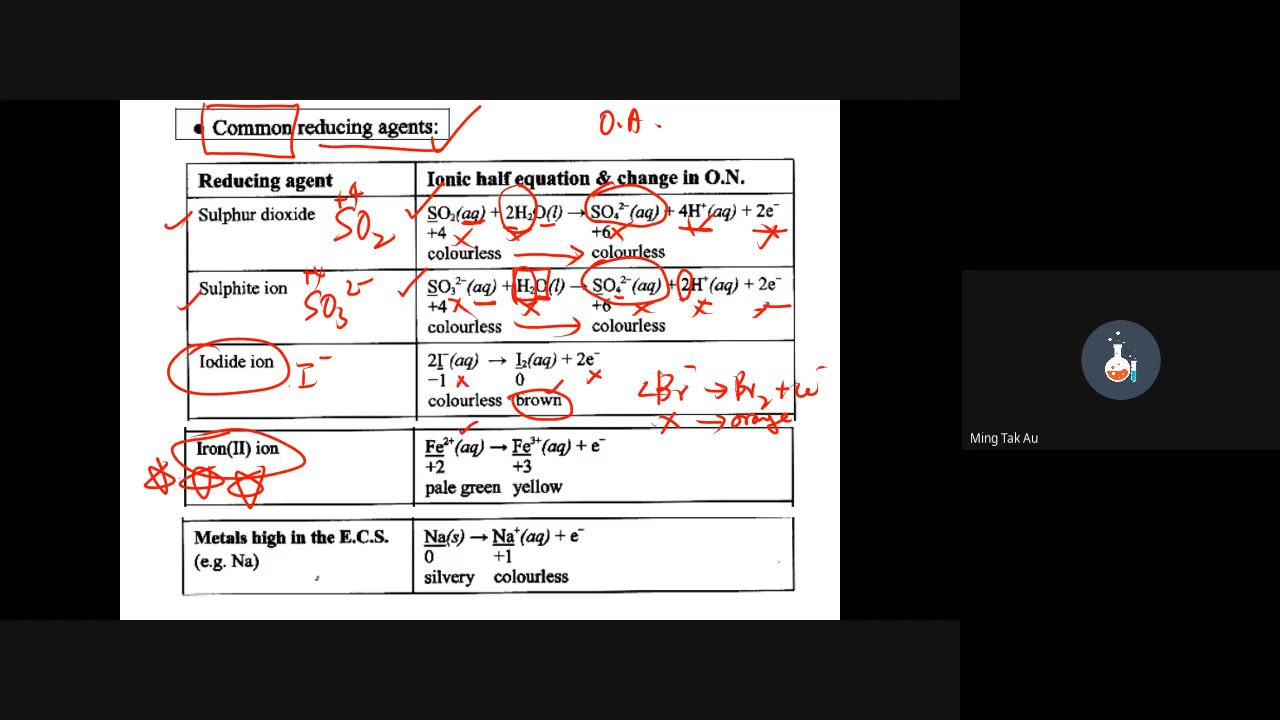 • Common reducing agents:
O.A.
Reducing agent
Ionic half equation & change in O.N.
Sulphur dioxide
+4
SO₂
SO₂(aq) + 2H₂O(l) → SO₄²⁻(aq) + 4H⁺(aq) + 2e⁻
+4 +6
colourless colourless
Sulphite ion
+4
SO₃²⁻
SO₃²⁻(aq) + H₂O(l) → SO₄²⁻(aq) + 2H⁺(aq) + 2e⁻
+4 +6
colourless colourless
Iodide ion
I⁻
2I⁻(aq) → I₂(aq) + 2e⁻
−1 0
colourless brown
2Br⁻ → Br₂ + 2e⁻
x → orange
Iron(II) ion
Fe²⁺(aq) → Fe³⁺(aq) + e⁻
+2 +3
pale green yellow
Metals high in the E.C.S.
(e.g. Na)
Na(s) → Na⁺(aq) + e⁻
0 +1
silvery colourless
Ming Tak Au